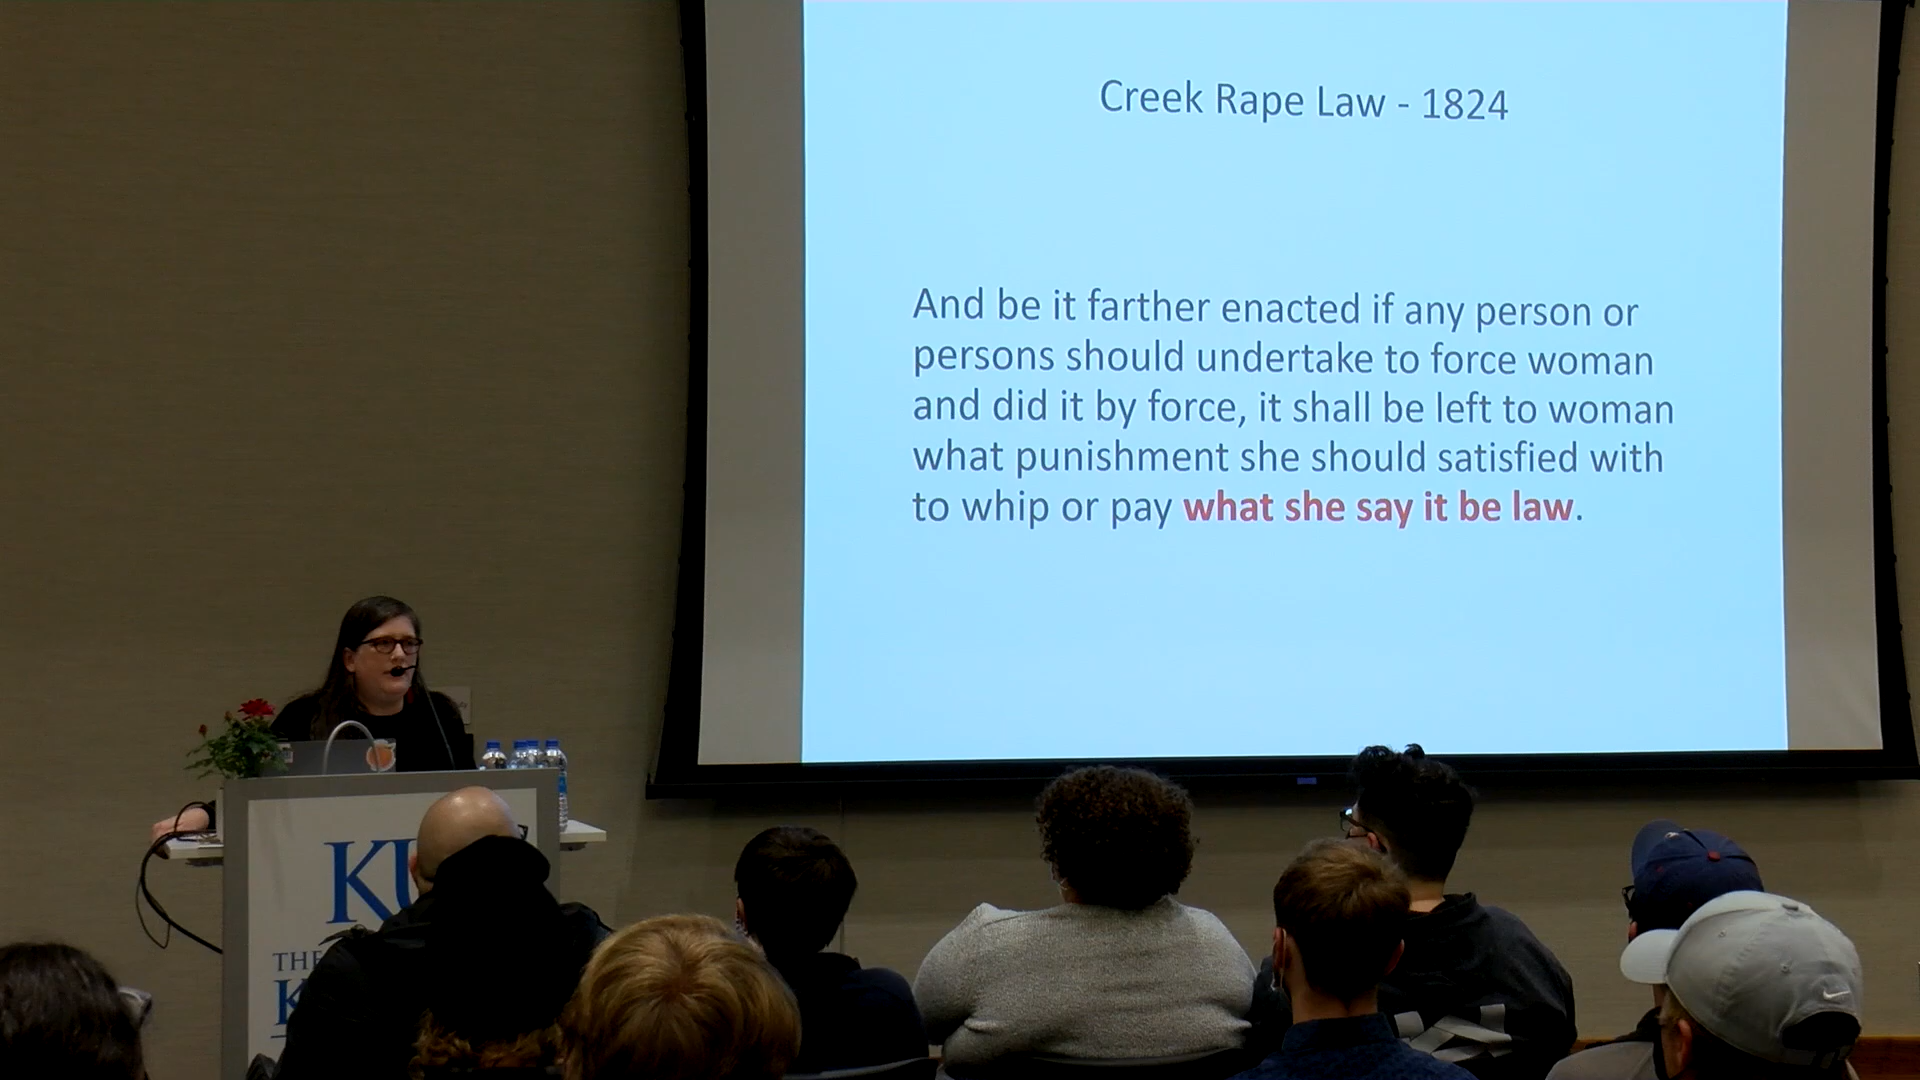 Creek Rape Law - 1824
And be it farther enacted if any person or
persons should undertake to force woman
and did it by force, it shall be left to woman
what punishment she should satisfied with
to whip or pay what she say it be law.
KU
THE
K